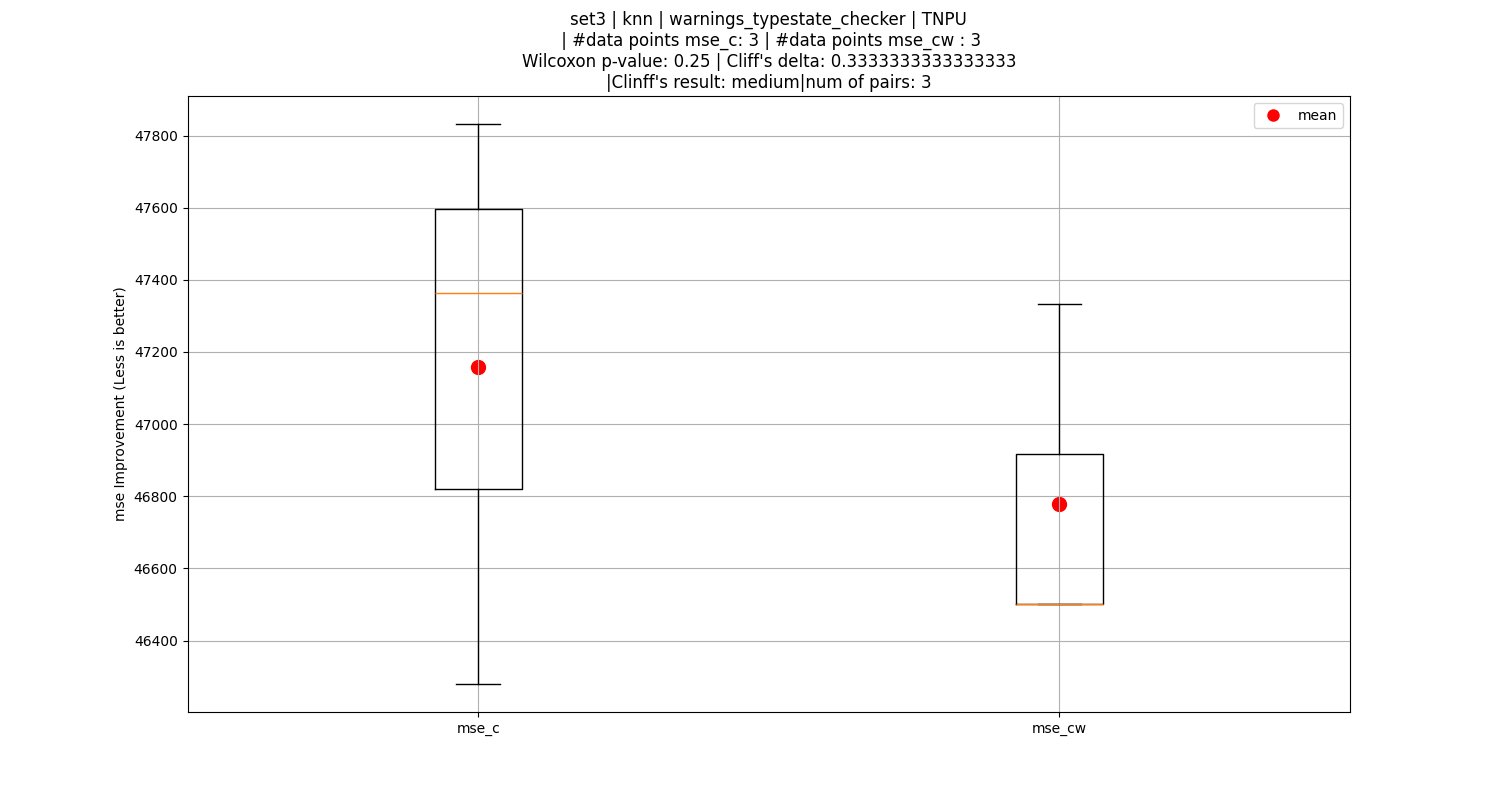 set3 | knn | warnings_typestate_checker | TNPU
| #data points mse_c: 3 | #data points mse_cw : 3
Wilcoxon p-value: 0.25 | Cliff's delta: 0.3333333333333333
|Clinff's result: medium|num of pairs: 3
mean
mse Improvement (Less is better)
47800
47600
47400
47200
47000
46800
46600
46400
mse_c
mse_cw